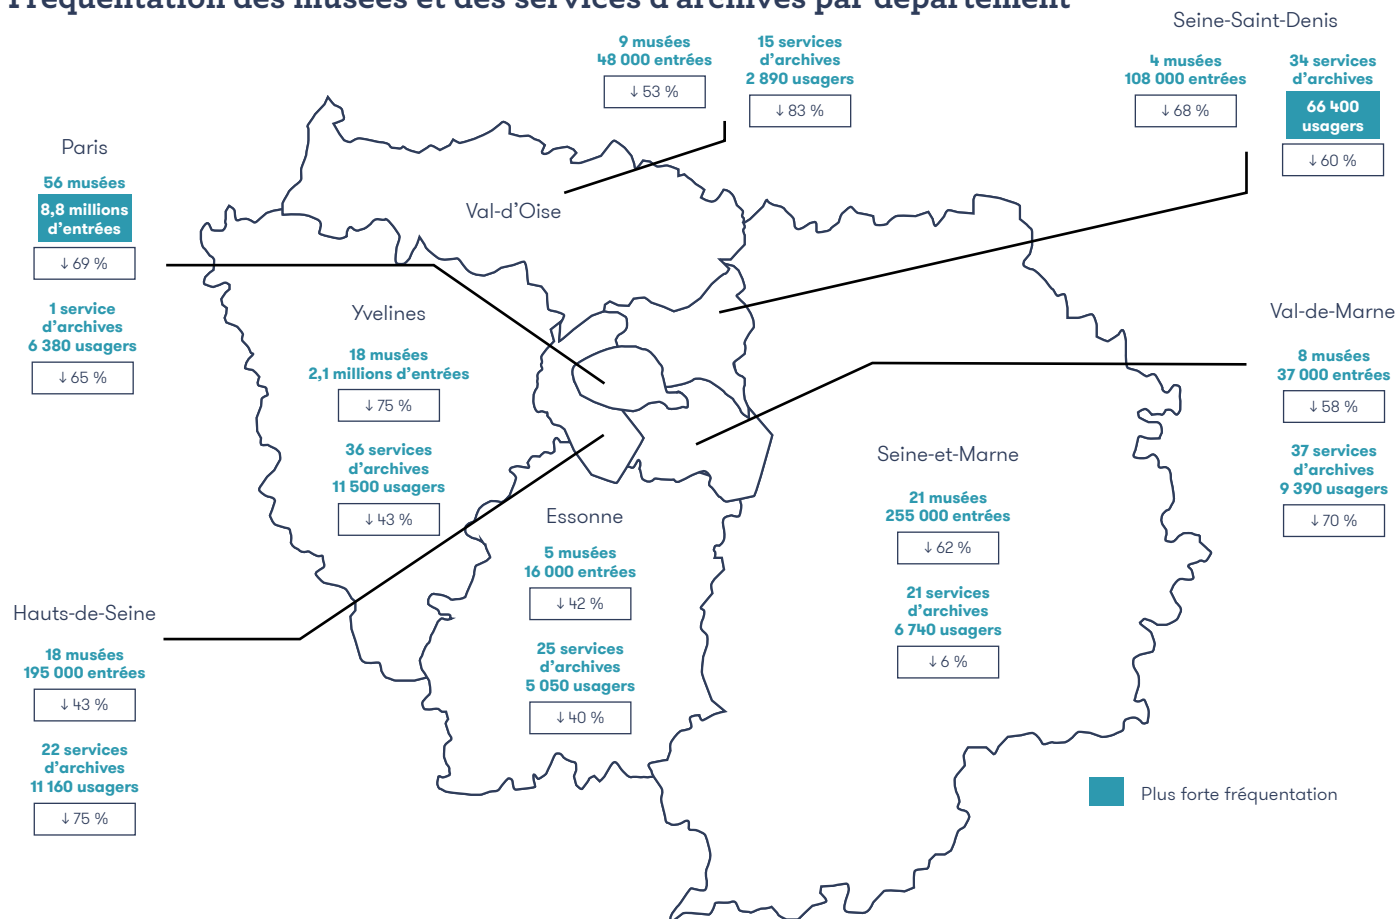 Fréquentation des musées et des services d'archives par département
Paris
56 musées
8,8 millions
d'entrées
↓ 69 %
1 service
d'archives
6 380 usagers
↓ 65 %
Val-d'Oise
9 musées
48 000 entrées
↓ 53 %
15 services
d'archives
2 890 usagers
↓ 83 %
Seine-Saint-Denis
4 musées
108 000 entrées
↓ 68 %
34 services
d'archives
66 400
usagers
↓ 60 %
Yvelines
18 musées
2,1 millions d'entrées
↓ 75 %
36 services
d'archives
11 500 usagers
↓ 43 %
Val-de-Marne
8 musées
37 000 entrées
↓ 58 %
37 services
d'archives
9 390 usagers
↓ 70 %
Seine-et-Marne
21 musées
255 000 entrées
↓ 62 %
21 services
d'archives
6 740 usagers
↓ 6 %
Essonne
5 musées
16 000 entrées
↓ 42 %
25 services
d'archives
5 050 usagers
↓ 40 %
Hauts-de-Seine
18 musées
195 000 entrées
↓ 43 %
22 services
d'archives
11 160 usagers
↓ 75 %
Plus forte fréquentation